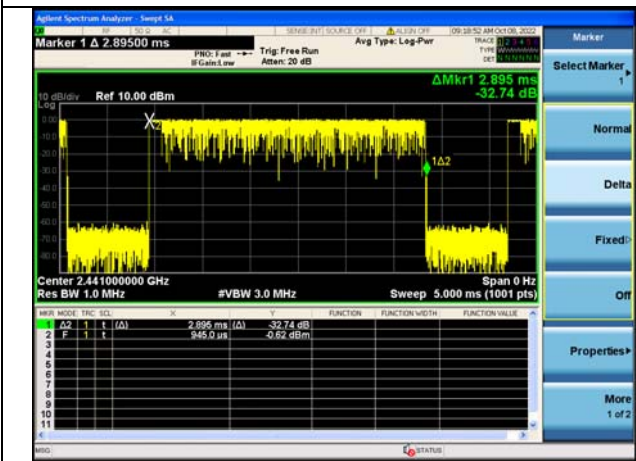 Agilent Spectrum Analyzer - Swept SA
RF 50 Ω AC SENSE:INT SOURCE OFF ALIGN OFF 09:18:52 AM Oct 08, 2022
Marker 1 Δ 2.89500 ms
PNO: Fast
IFGain:Low
Trig: Free Run
Atten: 20 dB
Avg Type: Log-Pwr
TRACE 1 2 3 4 5 6
TYPE
DET N N N N N N
ΔMkr1 2.895 ms
-32.74 dB
10 dB/div Ref 10.00 dBm
Log
0.00
-10.0
-20.0
-30.0
-40.0
-50.0
-60.0
-70.0
-80.0
X2
1Δ2
Center 2.441000000 GHz Span 0 Hz
Res BW 1.0 MHz #VBW 3.0 MHz Sweep 5.000 ms (1001 pts)
MKR MODE TRC SCL X Y FUNCTION FUNCTION WIDTH FUNCTION VALUE
1 Δ2 1 t (Δ) 2.895 ms (Δ) -32.74 dB
2 F 1 t 945.0 us -0.62 dBm
3
4
5
6
7
8
9
10
11
MSG STATUS
Marker
Select Marker
1
Normal
Delta
Fixed
Off
Properties
More
1 of 2